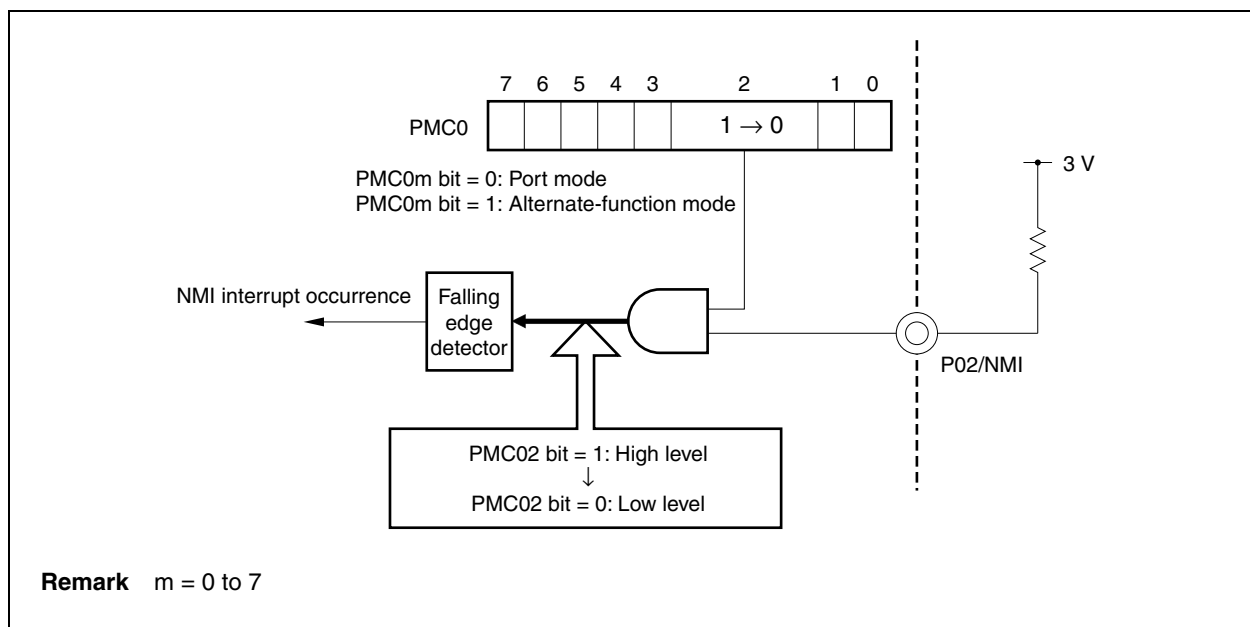 7 6 5 4 3 2 1 0
PMC0
1 → 0
3 V
PMC0m bit = 0: Port mode
PMC0m bit = 1: Alternate-function mode
NMI interrupt occurrence
Falling
edge
detector
P02/NMI
PMC02 bit = 1: High level
↓
PMC02 bit = 0: Low level
Remark m = 0 to 7